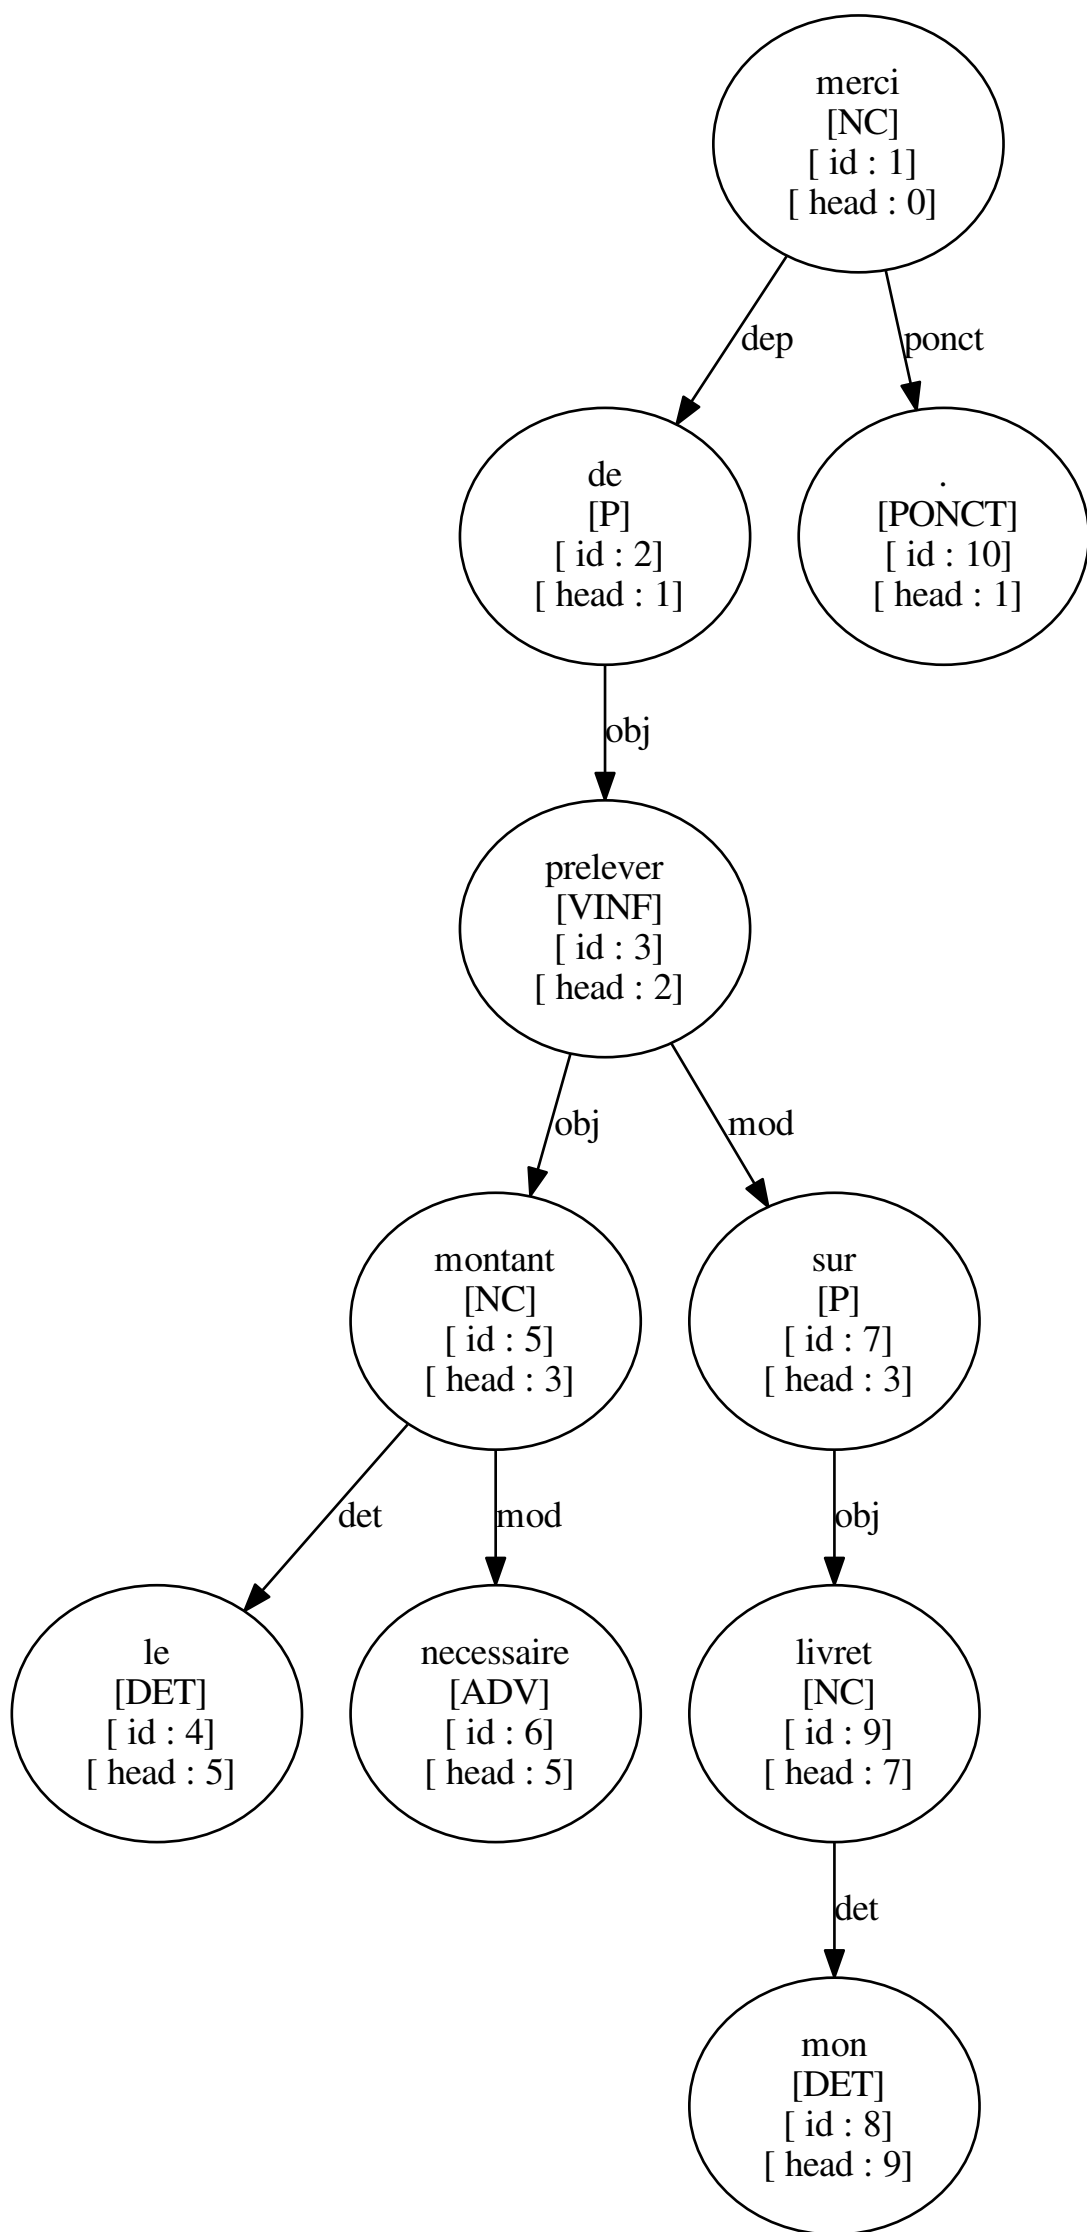 merci
[NC]
[ id : 1]
[ head : 0]
dep
ponct
de
[P]
[ id : 2]
[ head : 1]
.
[PONCT]
[ id : 10]
[ head : 1]
obj
prelever
[VINF]
[ id : 3]
[ head : 2]
obj
mod
montant
[NC]
[ id : 5]
[ head : 3]
sur
[P]
[ id : 7]
[ head : 3]
det
mod
obj
le
[DET]
[ id : 4]
[ head : 5]
necessaire
[ADV]
[ id : 6]
[ head : 5]
livret
[NC]
[ id : 9]
[ head : 7]
det
mon
[DET]
[ id : 8]
[ head : 9]